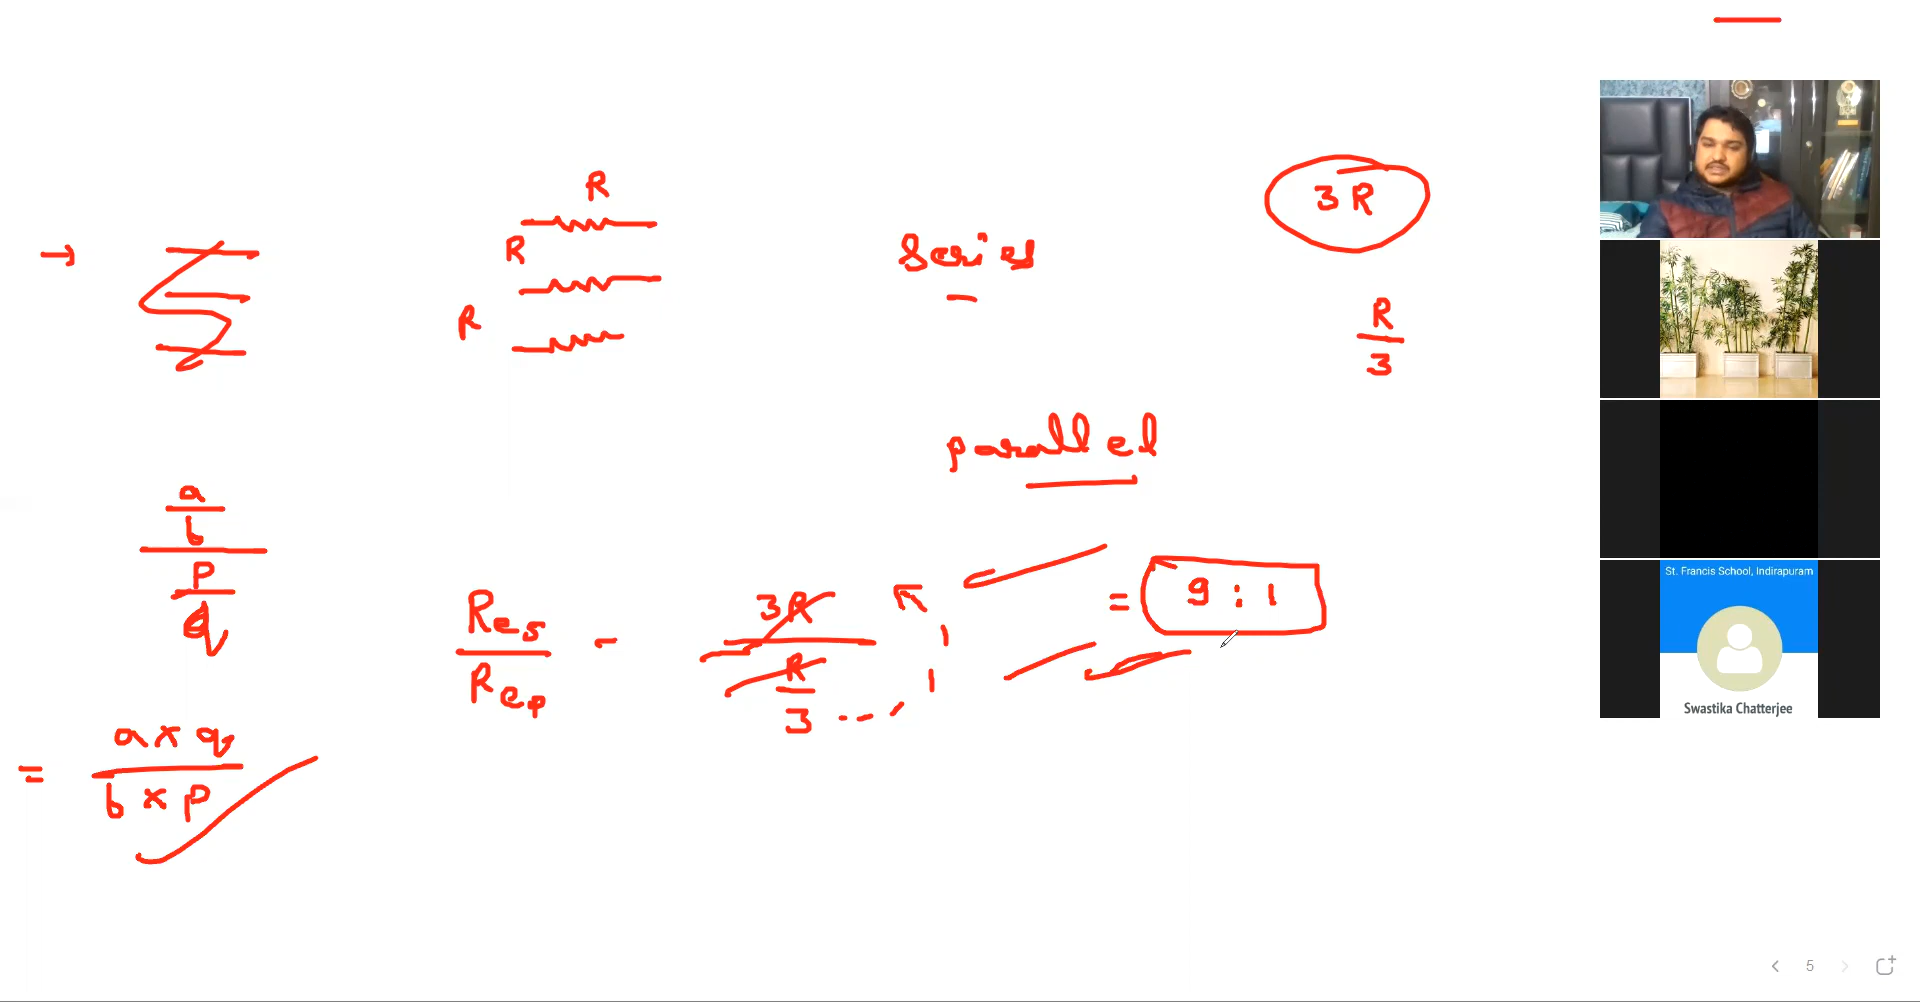 R
R
R
Series
3R
R
3
parallel
a
b
p
q
Res
Rep
-
3R
R
3
= 9 : 1
= a x q
b x p
St. Francis School, Indirapuram
Swastika Chatterjee
5